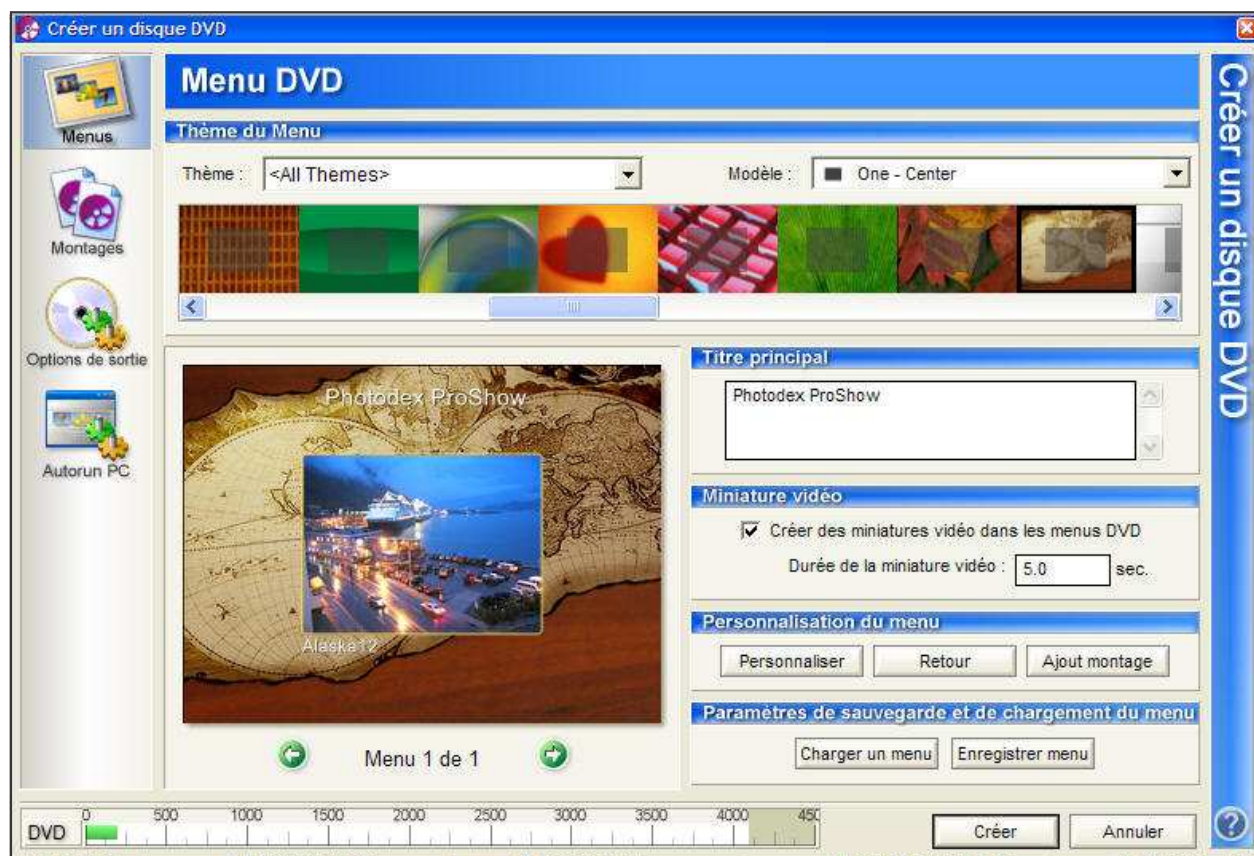 Créer un disque DVD
Menus
Montages
Options de sortie
Autorun PC
Menu DVD
Thème du Menu
Thème : <All Themes>
Modèle : One - Center
Photodex ProShow
Alaska12
Menu 1 de 1
Titre principal
Photodex ProShow
Miniature vidéo
Créer des miniatures vidéo dans les menus DVD
Durée de la miniature vidéo : 5.0 sec.
Personnalisation du menu
Personnaliser Retour Ajout montage
Paramètres de sauvegarde et de chargement du menu
Charger un menu Enregistrer menu
Créer un disque DVD
DVD 0 500 1000 1500 2000 2500 3000 3500 4000
Créer Annuler
?